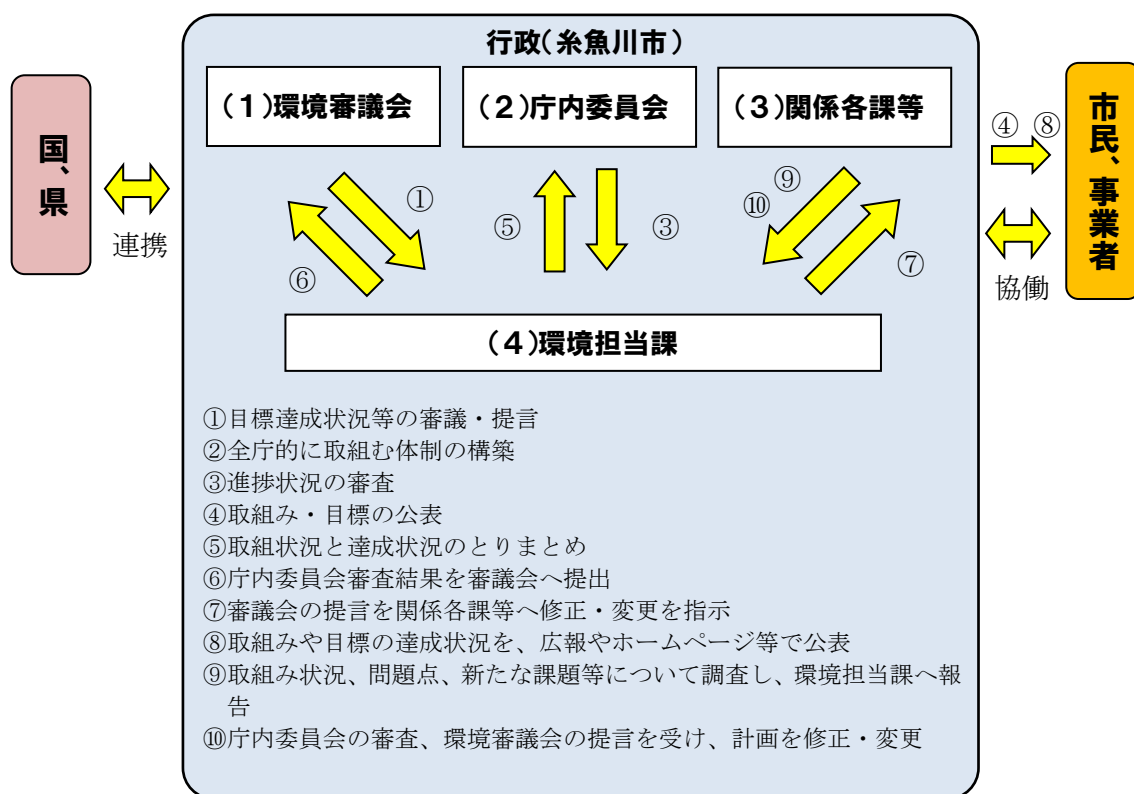 行政(糸魚川市)
国、県
連携
(1)環境審議会
(2)庁内委員会
(3)関係各課等
①
⑥
⑤
③
⑨
⑩
⑦
④ ⑧
協働
市民、事業者
(4)環境担当課
①目標達成状況等の審議・提言
②全庁的に取組む体制の構築
③進捗状況の審査
④取組み・目標の公表
⑤取組状況と達成状況のとりまとめ
⑥庁内委員会審査結果を審議会へ提出
⑦審議会の提言を関係各課等へ修正・変更を指示
⑧取組みや目標の達成状況を、広報やホームページ等で公表
⑨取組み状況、問題点、新たな課題等について調査し、環境担当課へ報
告
⑩庁内委員会の審査、環境審議会の提言を受け、計画を修正・変更